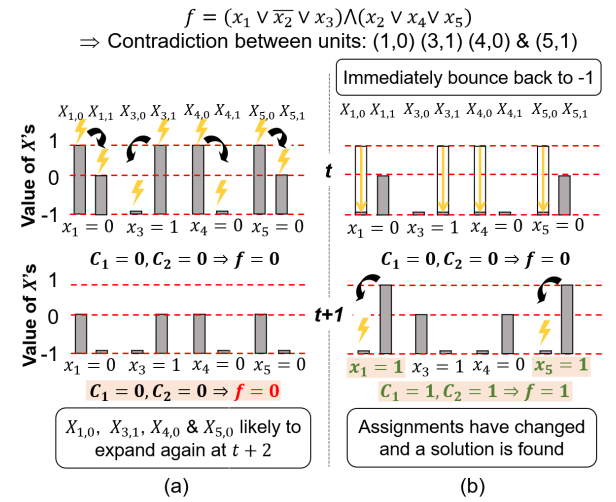 f = (x₁ ∨ x̅₂ ∨ x₃)⋀(x₂ ∨ x₄∨ x₅)
⇒ Contradiction between units: (1,0) (3,1) (4,0) & (5,1)
Immediately bounce back to -1
X₁,₀ X₁,₁ X₃,₀ X₃,₁ X₄,₀ X₄,₁ X₅,₀ X₅,₁
Value of X's
1
0
-1
x₁ = 0 x₃ = 1 x₄ = 0 x₅ = 0
C₁ = 0, C₂ = 0 ⇒ f = 0
t
X₁,₀ X₁,₁ X₃,₀ X₃,₁ X₄,₀ X₄,₁ X₅,₀ X₅,₁
x₁ = 0 x₃ = 1 x₄ = 0 x₅ = 0
C₁ = 0, C₂ = 0 ⇒ f = 0
Value of X's
1
0
-1
x₁ = 0 x₃ = 1 x₄ = 0 x₅ = 0
C₁ = 0, C₂ = 0 ⇒ f = 0
t+1
x₁ = 1 x₃ = 1 x₄ = 0 x₅ = 1
C₁ = 1, C₂ = 1 ⇒ f = 1
X₁,₀, X₃,₁, X₄,₀ & X₅,₀ likely to
expand again at t + 2
Assignments have changed
and a solution is found
(a)
(b)